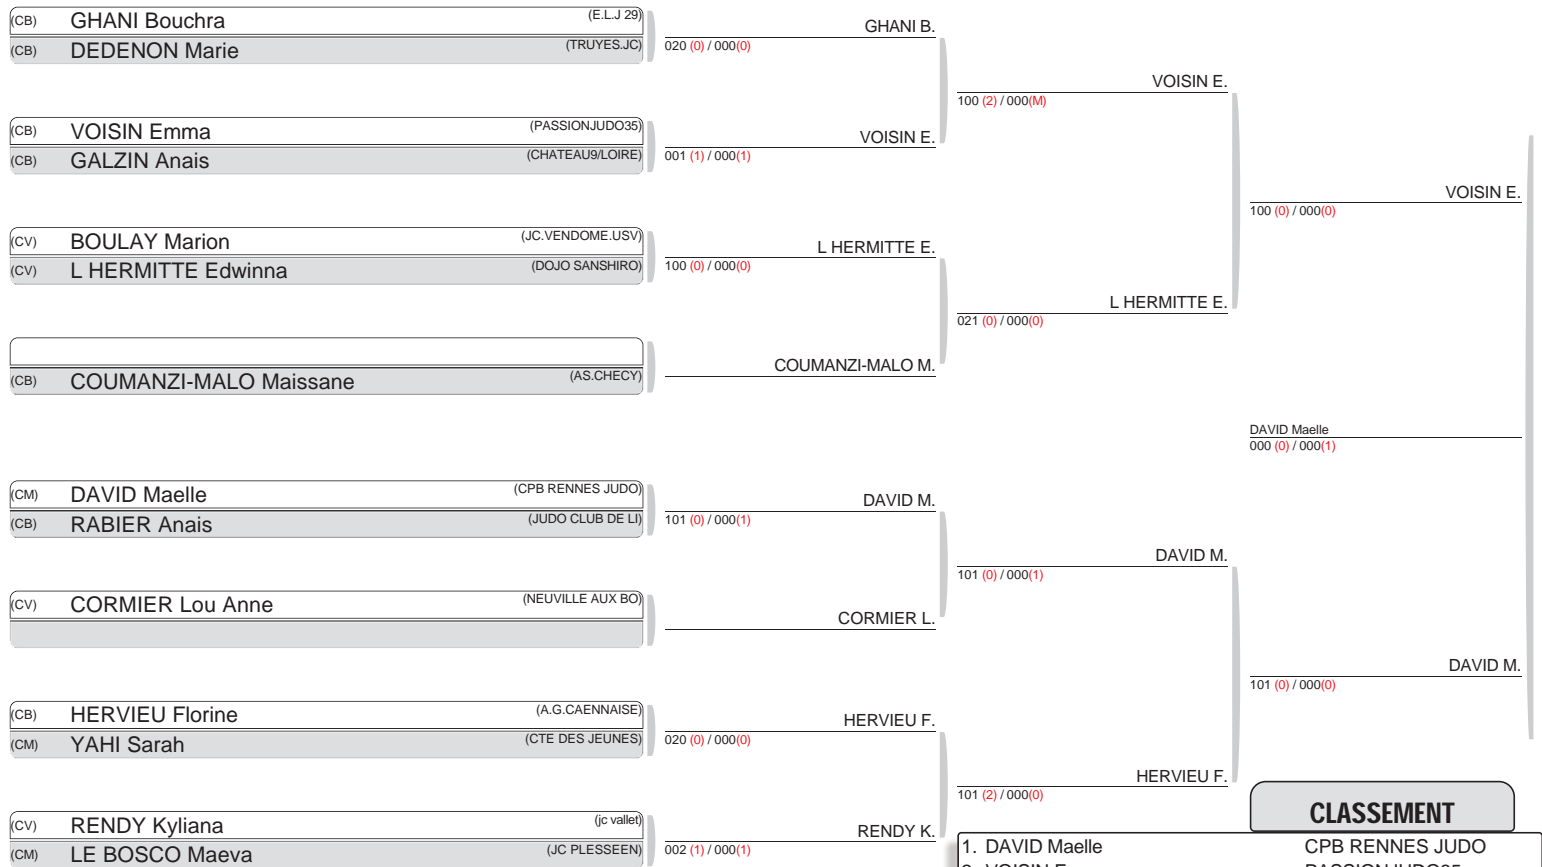 (CB) GHANI Bouchra (E.L.J 29)
(CB) DEDENON Marie (TRUYES.JC)
(CB) VOISIN Emma (PASSIONJUDO35)
(CB) GALZIN Anais (CHATEAU9/LOIRE)
(CV) BOULAY Marion (JC.VENDOME.USV)
(CV) L HERMITTE Edwinna (DOJO SANSHIRO)
(CB) COUMANZI-MALO Maissane (AS.CHECY)
(CM) DAVID Maelle (CPB RENNES JUDO)
(CB) RABIER Anais (JUDO CLUB DE LI)
(CV) CORMIER Lou Anne (NEUVILLE AUX BO)
(CB) HERVIEU Florine (A.G.CAENNAISE)
(CM) YAHI Sarah (CTE DES JEUNES)
(CV) RENDY Kyliana (jc vallet)
(CM) LE BOSCO Maeva (JC PLESSEEN)
GHANI B.
020 (0) / 000(0)
VOISIN E.
001 (1) / 000(1)
L HERMITTE E.
100 (0) / 000(0)
COUMANZI-MALO M.
DAVID M.
101 (0) / 000(1)
CORMIER L.
HERVIEU F.
020 (0) / 000(0)
RENDY K.
002 (1) / 000(1)
VOISIN E.
100 (2) / 000(M)
L HERMITTE E.
021 (0) / 000(0)
DAVID M.
101 (0) / 000(1)
HERVIEU F.
101 (2) / 000(0)
VOISIN E.
100 (0) / 000(0)
DAVID Maelle
000 (0) / 000(1)
DAVID M.
101 (0) / 000(0)
CLASSEMENT
1. DAVID Maelle CPB RENNES JUDO